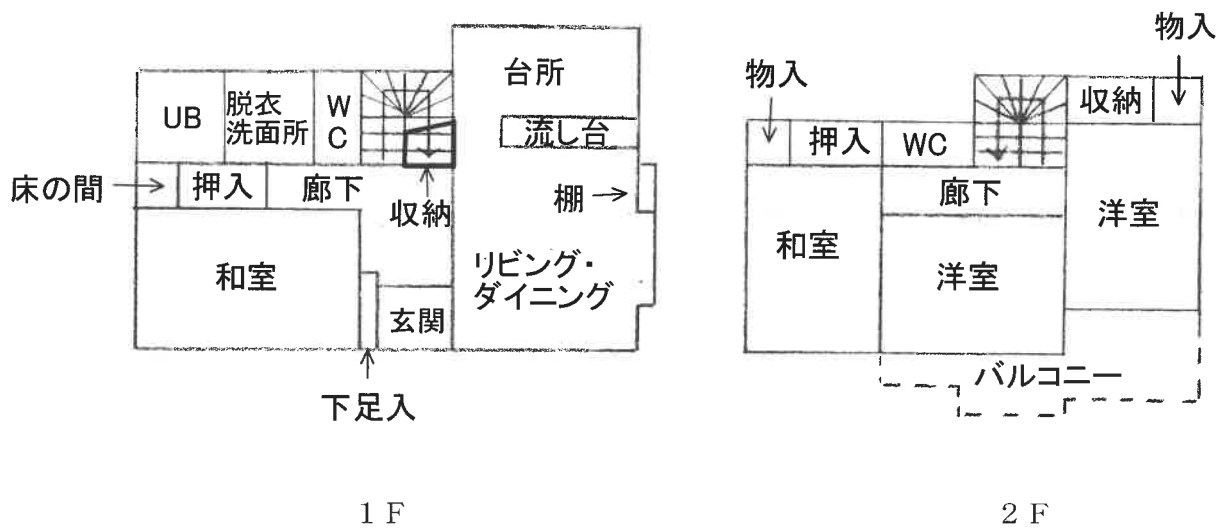 台所
UB
脱衣
洗面所
WC
流し台
床の間
押入
廊下
収納
棚
和室
リビング・
ダイニング
玄関
下足入
1F
物入
物入
収納
押入
WC
廊下
洋室
和室
洋室
バルコニー
2F